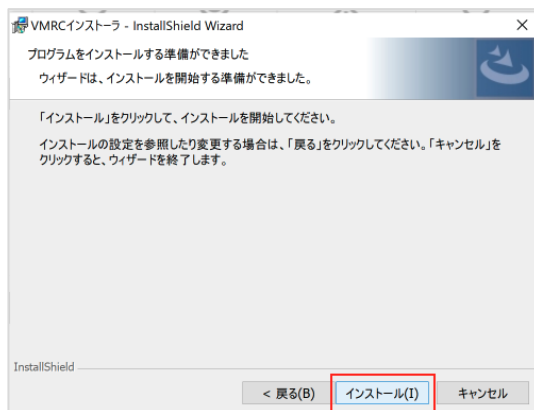 VMRCインストーラ - InstallShield Wizard
プログラムをインストールする準備ができました
ウィザードは、インストールを開始する準備ができました。
「インストール」をクリックして、インストールを開始してください。
インストールの設定を参照したり変更する場合は、「戻る」をクリックしてください。「キャンセル」を
クリックすると、ウィザードを終了します。
InstallShield
< 戻る(B)
インストール(I)
キャンセル